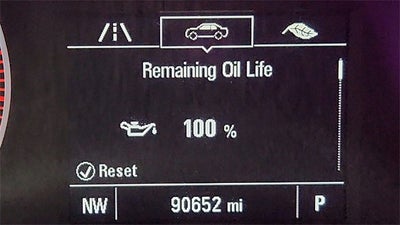 Remaining Oil Life
100 %
Reset
NW 90652 mi P